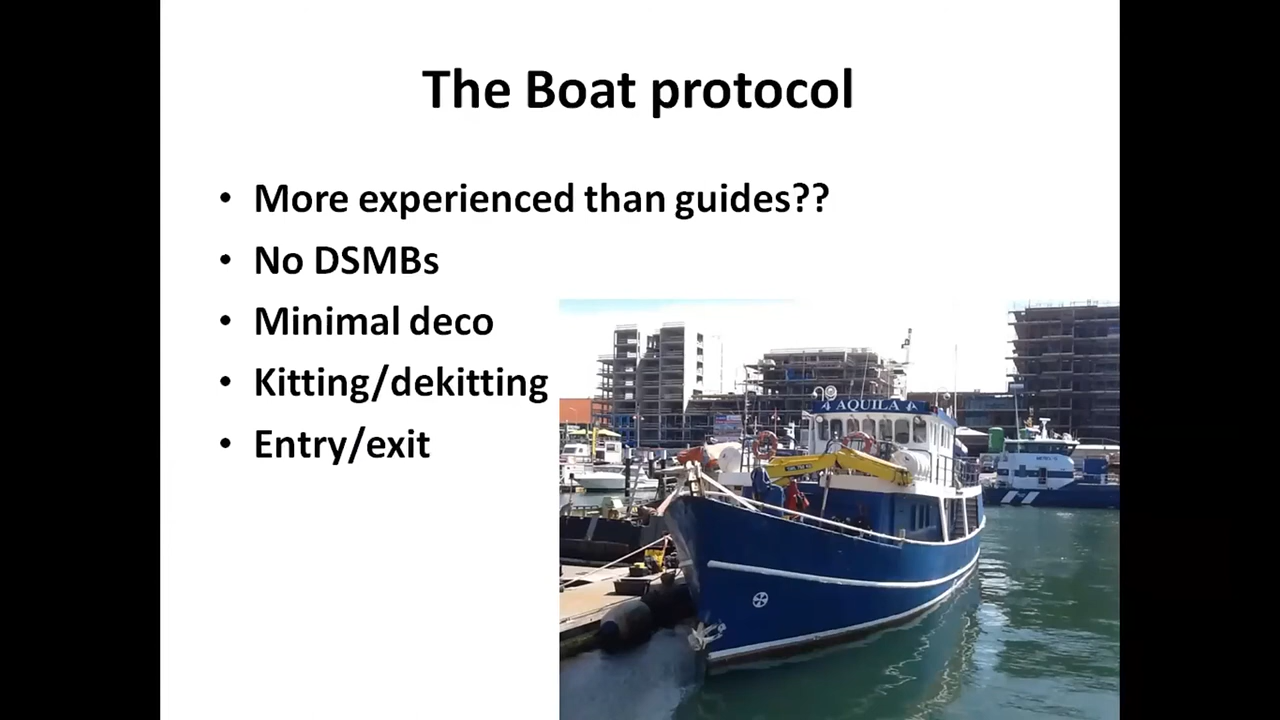 The Boat protocol
• More experienced than guides??
• No DSMBs
• Minimal deco
• Kitting/dekitting
• Entry/exit
AQUILA